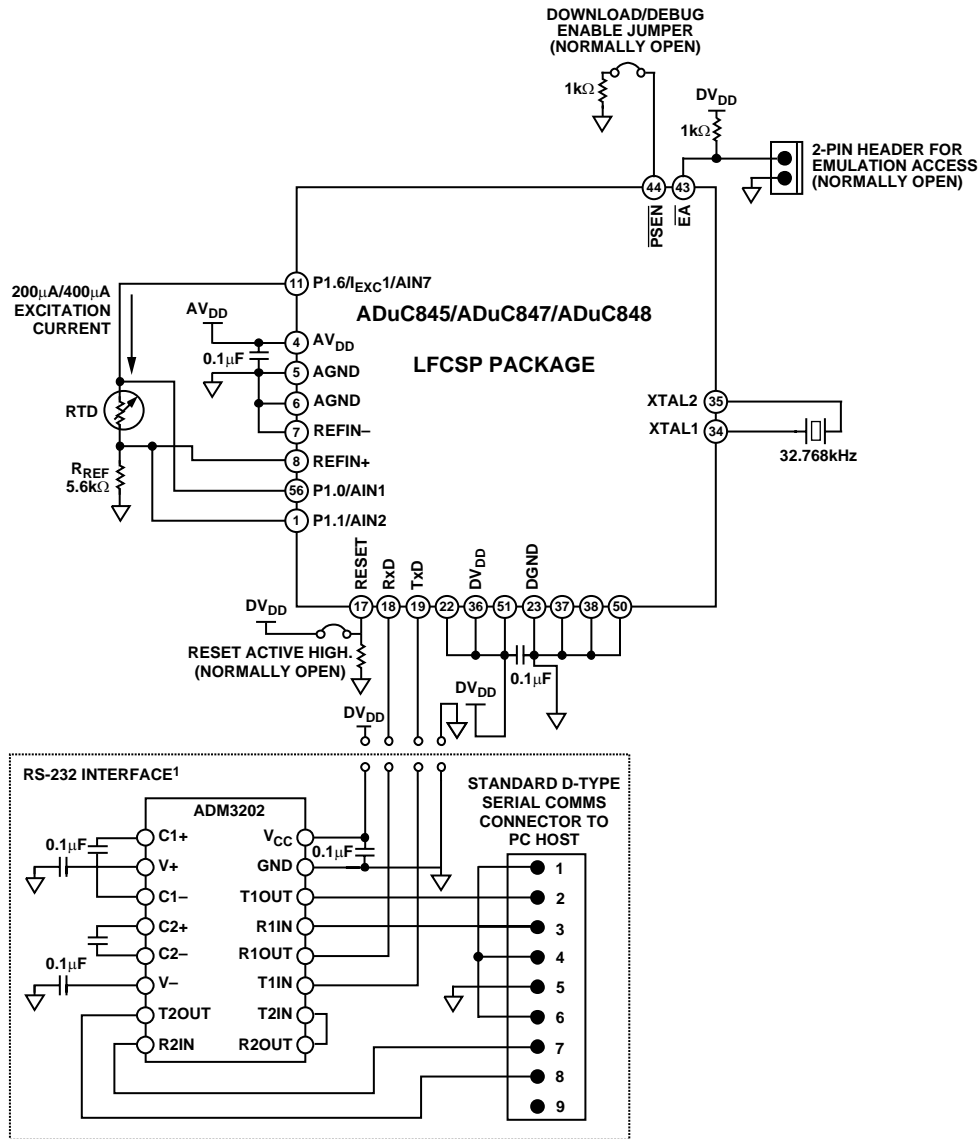 DOWNLOAD/DEBUG
ENABLE JUMPER
(NORMALLY OPEN)
1kΩ
DVDD
1kΩ
2-PIN HEADER FOR
EMULATION ACCESS
(NORMALLY OPEN)
44
43
PSEN
EA
200μA/400μA
EXCITATION
CURRENT
11
P1.6/IEXC1/AIN7
ADuC845/ADuC847/ADuC848
LFCSP PACKAGE
AVDD
4
AVDD
0.1μF
5
AGND
6
AGND
7
REFIN–
8
REFIN+
56
P1.0/AIN1
1
P1.1/AIN2
RTD
RREF
5.6kΩ
XTAL2
35
XTAL1
34
32.768kHz
RESET
RxD
TxD
DVDD
DGND
17
18
19
22
36
51
23
37
38
50
DVDD
RESET ACTIVE HIGH.
(NORMALLY OPEN)
0.1μF
DVDD
DVDD
RS-232 INTERFACE1
STANDARD D-TYPE
SERIAL COMMS
CONNECTOR TO
PC HOST
ADM3202
0.1μF
C1+
V+
C1–
C2+
C2–
0.1μF
V–
T2OUT
R2IN
VCC
0.1μF
GND
T1OUT
R1IN
R1OUT
T1IN
T2IN
R2OUT
1
2
3
4
5
6
7
8
9